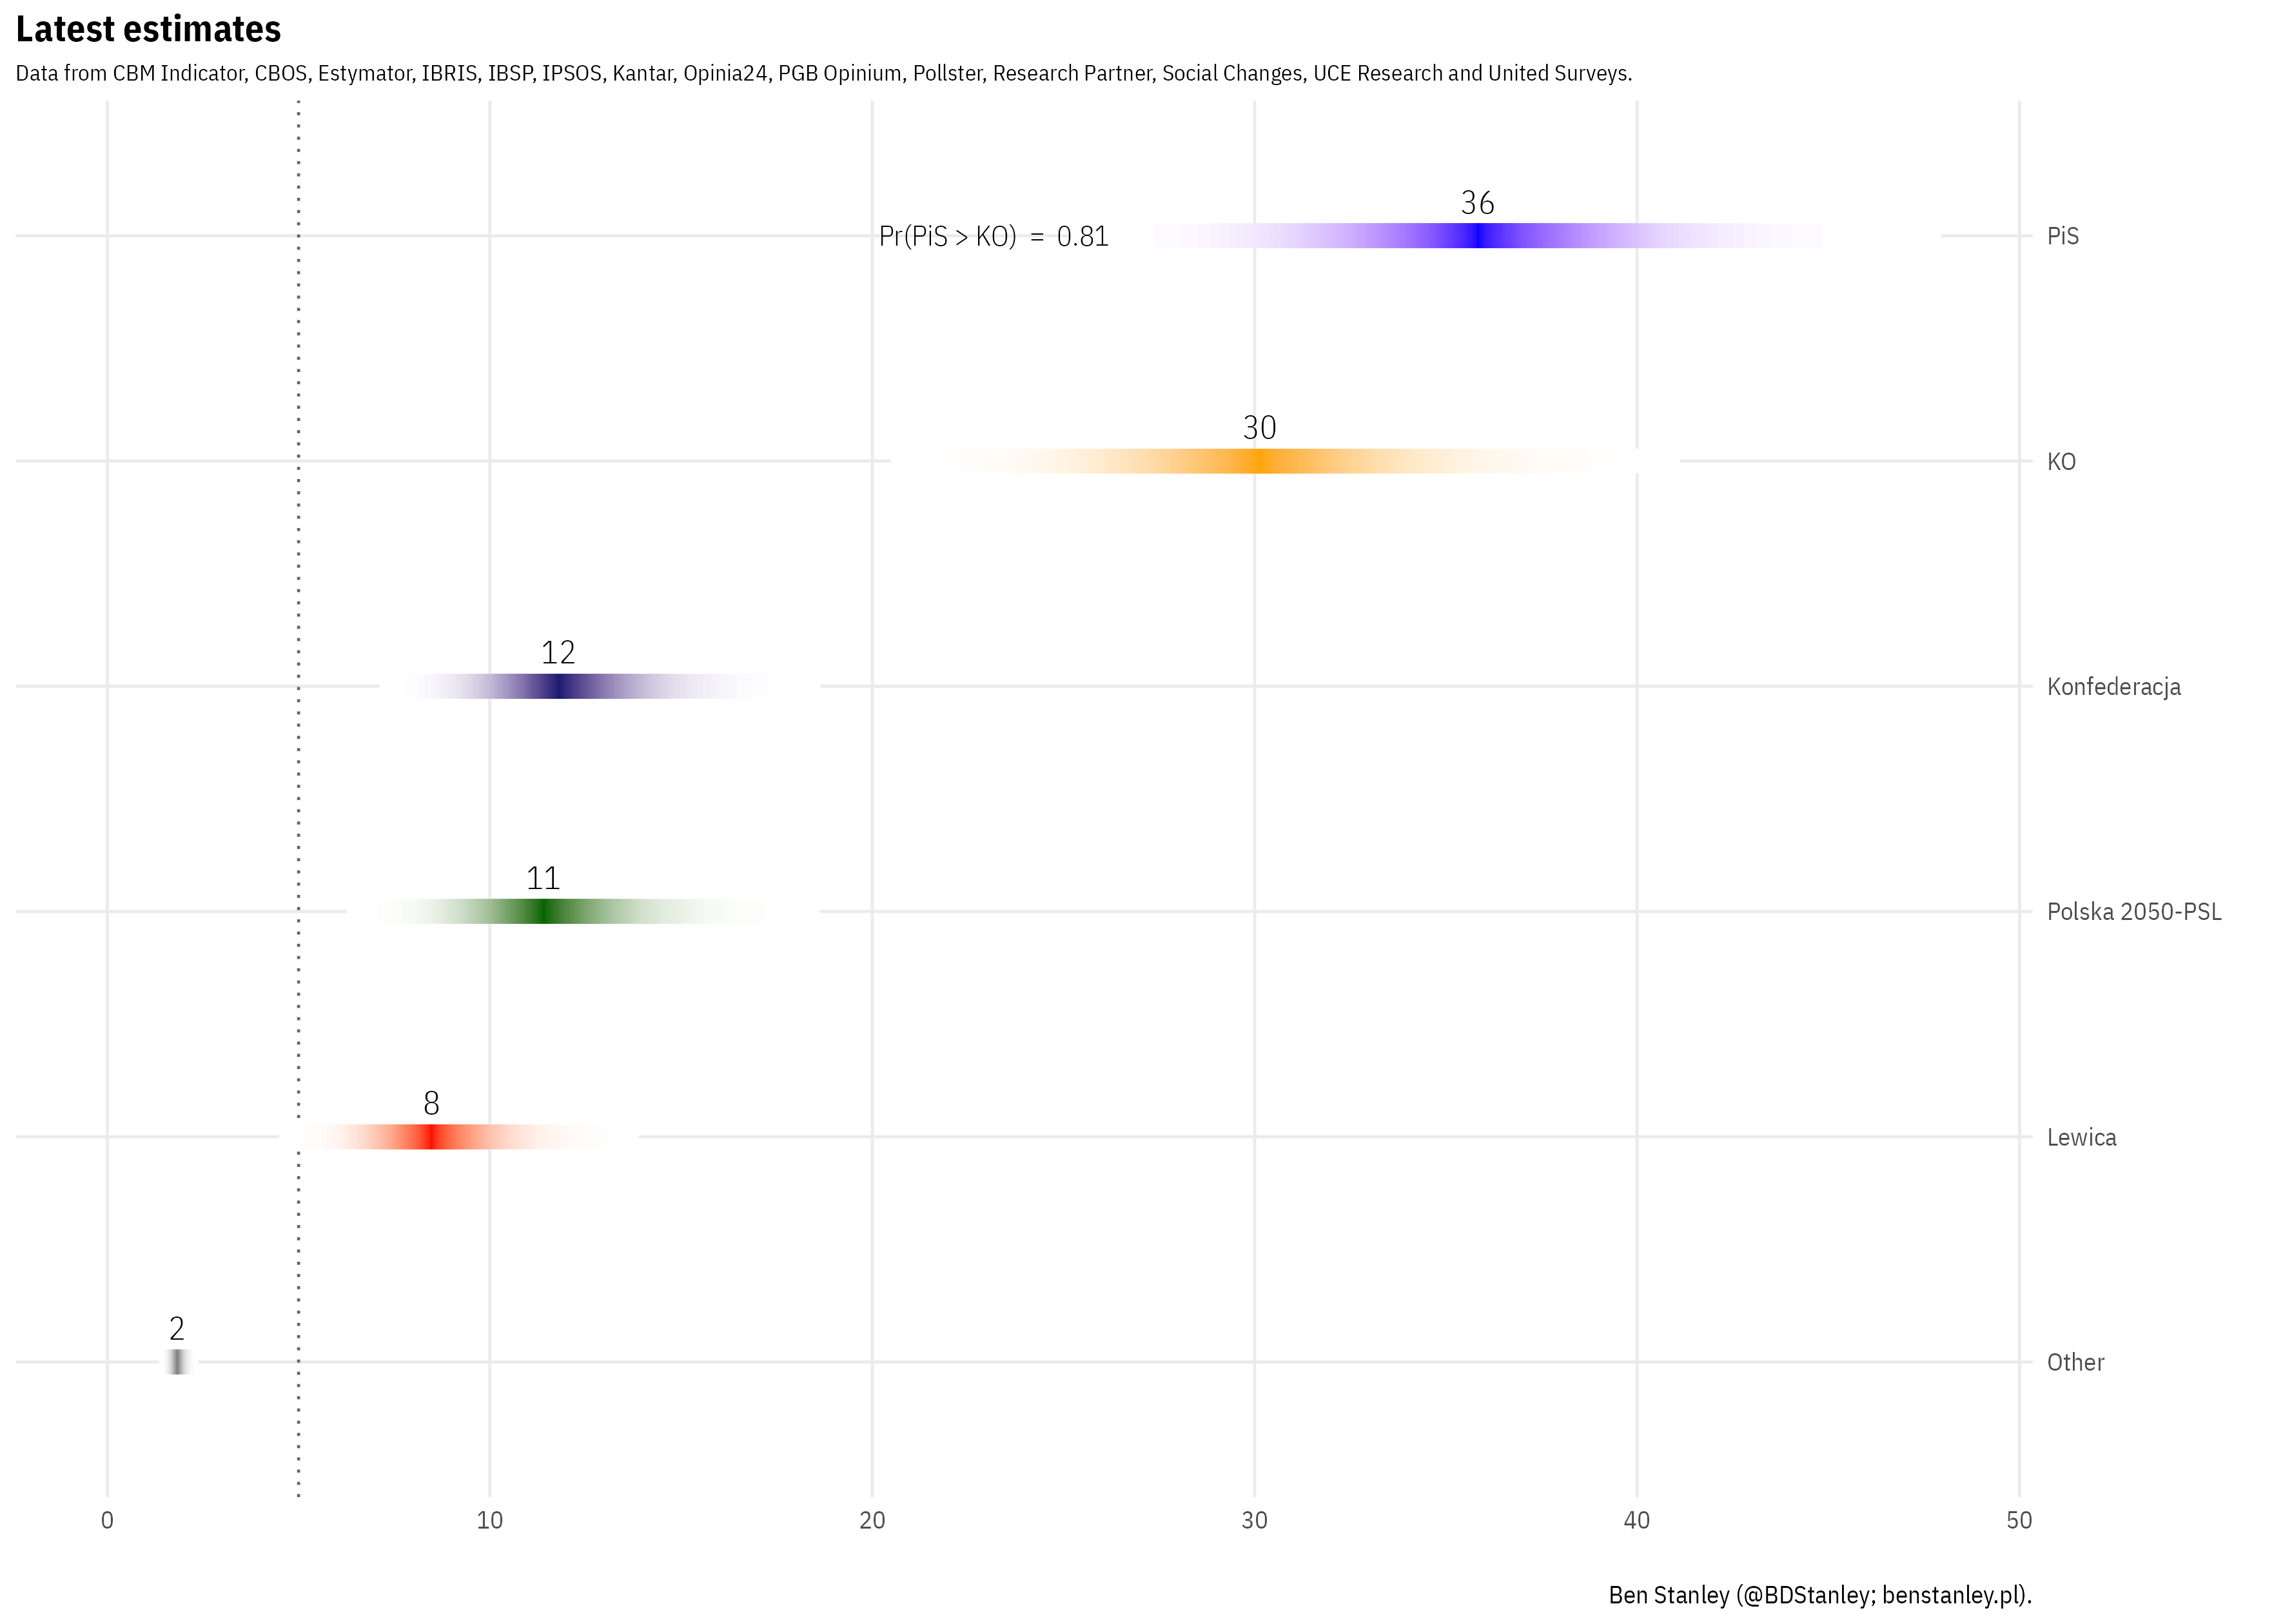 Latest estimates
Data from CBM Indicator, CBOS, Estymator, IBRIS, IBSP, IPSOS, Kantar, Opinia24, PGB Opinium, Pollster, Research Partner, Social Changes, UCE Research and United Surveys.
36
Pr(PiS > KO) = 0.81
PiS
30
KO
12
Konfederacja
11
Polska 2050-PSL
8
Lewica
2
Other
0 10 20 30 40 50
Ben Stanley (@BDStanley; benstanley.pl).